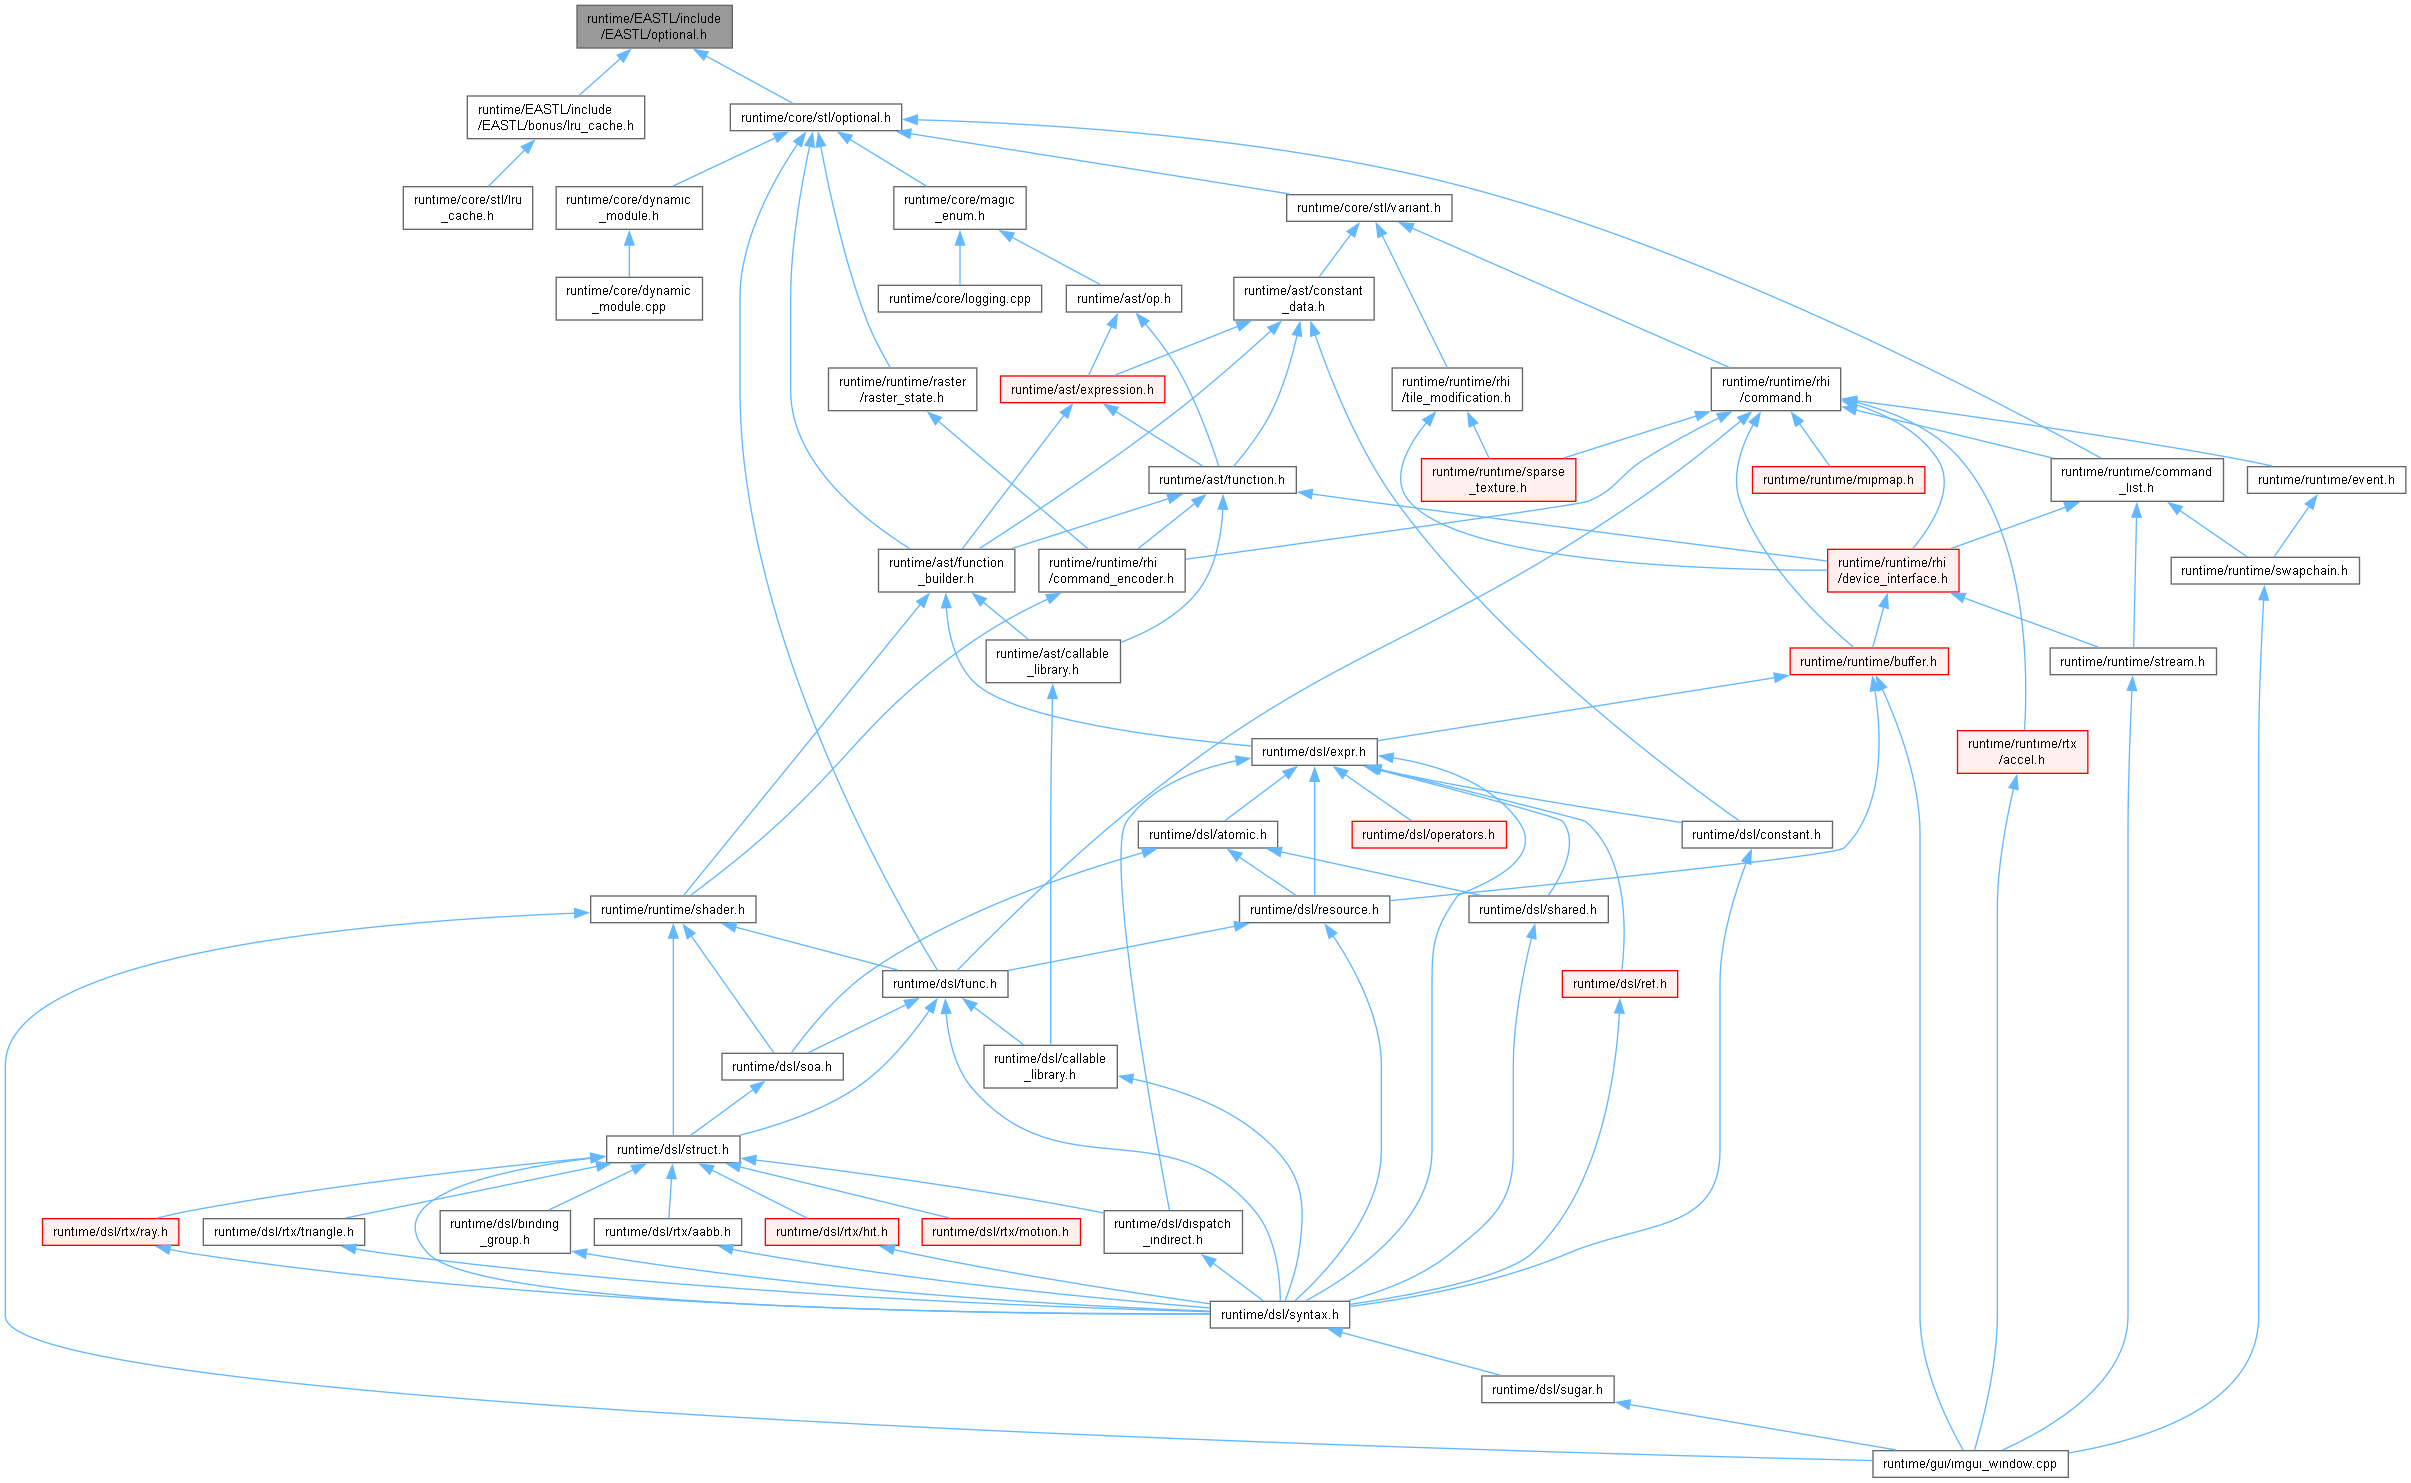 runtime/EASTL/include
/EASTL/optional.h
runtime/EASTL/include
/EASTL/bonus/lru_cache.h
runtime/core/stl/optional.h
runtime/core/stl/lru
_cache.h
runtime/core/dynamic
_module.h
runtime/core/magic
_enum.h
runtime/core/stl/variant.h
runtime/core/dynamic
_module.cpp
runtime/core/logging.cpp
runtime/ast/op.h
runtime/ast/constant
_data.h
runtime/runtime/raster
/raster_state.h
runtime/ast/expression.h
runtime/runtime/rhi
/tile_modification.h
runtime/runtime/rhi
/command.h
runtime/ast/function.h
runtime/runtime/sparse
_texture.h
runtime/runtime/mipmap.h
runtime/runtime/command
_list.h
runtime/runtime/event.h
runtime/ast/function
_builder.h
runtime/runtime/rhi
/command_encoder.h
runtime/runtime/rhi
/device_interface.h
runtime/runtime/swapchain.h
runtime/ast/callable
_library.h
runtime/runtime/buffer.h
runtime/runtime/stream.h
runtime/dsl/expr.h
runtime/runtime/rtx
/accel.h
runtime/dsl/atomic.h
runtime/dsl/operators.h
runtime/dsl/constant.h
runtime/runtime/shader.h
runtime/dsl/resource.h
runtime/dsl/shared.h
runtime/dsl/func.h
runtime/dsl/ref.h
runtime/dsl/soa.h
runtime/dsl/callable
_library.h
runtime/dsl/struct.h
runtime/dsl/rtx/ray.h
runtime/dsl/rtx/triangle.h
runtime/dsl/binding
_group.h
runtime/dsl/rtx/aabb.h
runtime/dsl/rtx/hit.h
runtime/dsl/rtx/motion.h
runtime/dsl/dispatch
_indirect.h
runtime/dsl/syntax.h
runtime/dsl/sugar.h
runtime/gui/imgui_window.cpp